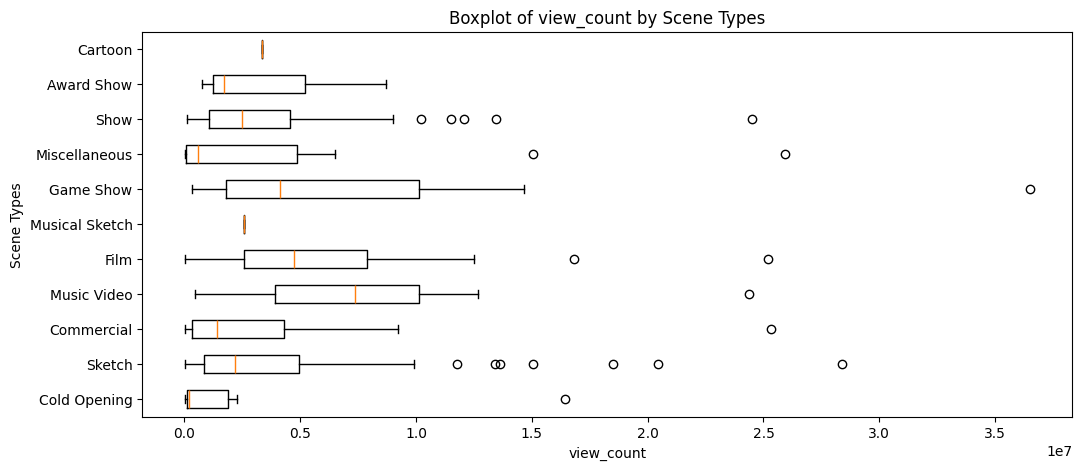 Boxplot of view_count by Scene Types
Cartoon
Award Show
Show
Miscellaneous
Game Show
Musical Sketch
Film
Music Video
Commercial
Sketch
Cold Opening
Scene Types
0.0 0.5 1.0 1.5 2.0 2.5 3.0 3.5
1e7
view_count